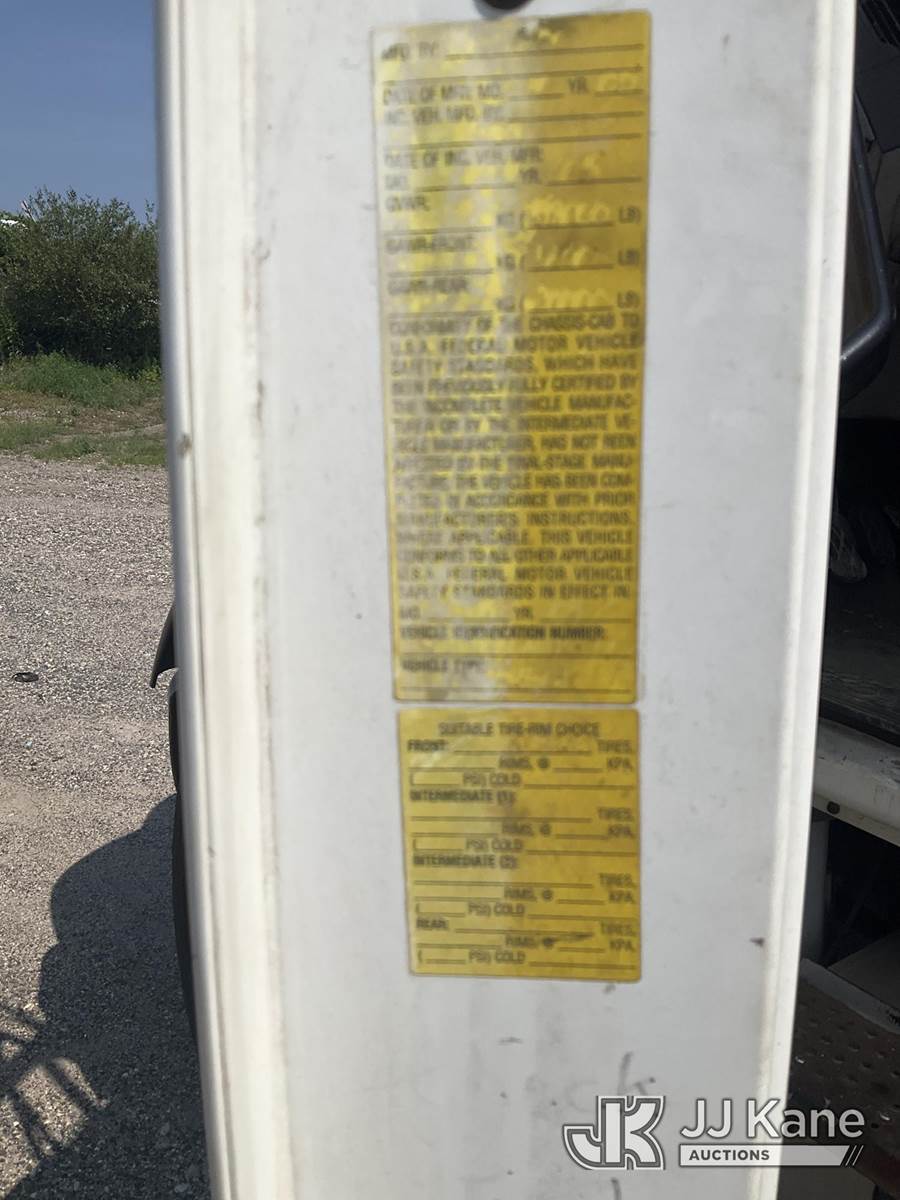 MFD. BY:
DATE OF MFR. MO. YR.
INC. VEH. MFD. BY:
DATE OF INC. VEH. MFR:
YR.
GVWR:
KG ( LB)
GAWR-FRONT:
KG ( LB)
GAWR-REAR:
KG ( LB)
CONFORMITY OF THE CHASSIS-CAB TO
U.S.A. FEDERAL MOTOR VEHICLE
SAFETY STANDARDS, WHICH HAVE
BEEN PREVIOUSLY FULLY CERTIFIED BY
THE INCOMPLETE VEHICLE MANUFAC-
TURER OR BY THE INTERMEDIATE VE-
HICLE MANUFACTURER, HAS NOT BEEN
AFFECTED BY THE FINAL-STAGE MANU-
FACTURE. THE VEHICLE HAS BEEN COM-
PLETED IN ACCORDANCE WITH PRIOR
MANUFACTURER'S INSTRUCTIONS,
WHERE APPLICABLE. THIS VEHICLE
CONFORMS TO ALL OTHER APPLICABLE
U.S.A. FEDERAL MOTOR VEHICLE
SAFETY STANDARDS IN EFFECT IN:
MO. YR.
VEHICLE IDENTIFICATION NUMBER:
VEHICLE TYPE:
SUITABLE TIRE-RIM CHOICE
FRONT: TIRES,
RIMS, @ KPA,
( PSI) COLD
INTERMEDIATE (1):
TIRES,
RIMS, @ KPA,
( PSI) COLD
INTERMEDIATE (2):
TIRES,
RIMS, @ KPA,
( PSI) COLD
REAR: TIRES,
RIMS, @ KPA,
( PSI) COLD
JK JJ Kane
AUCTIONS